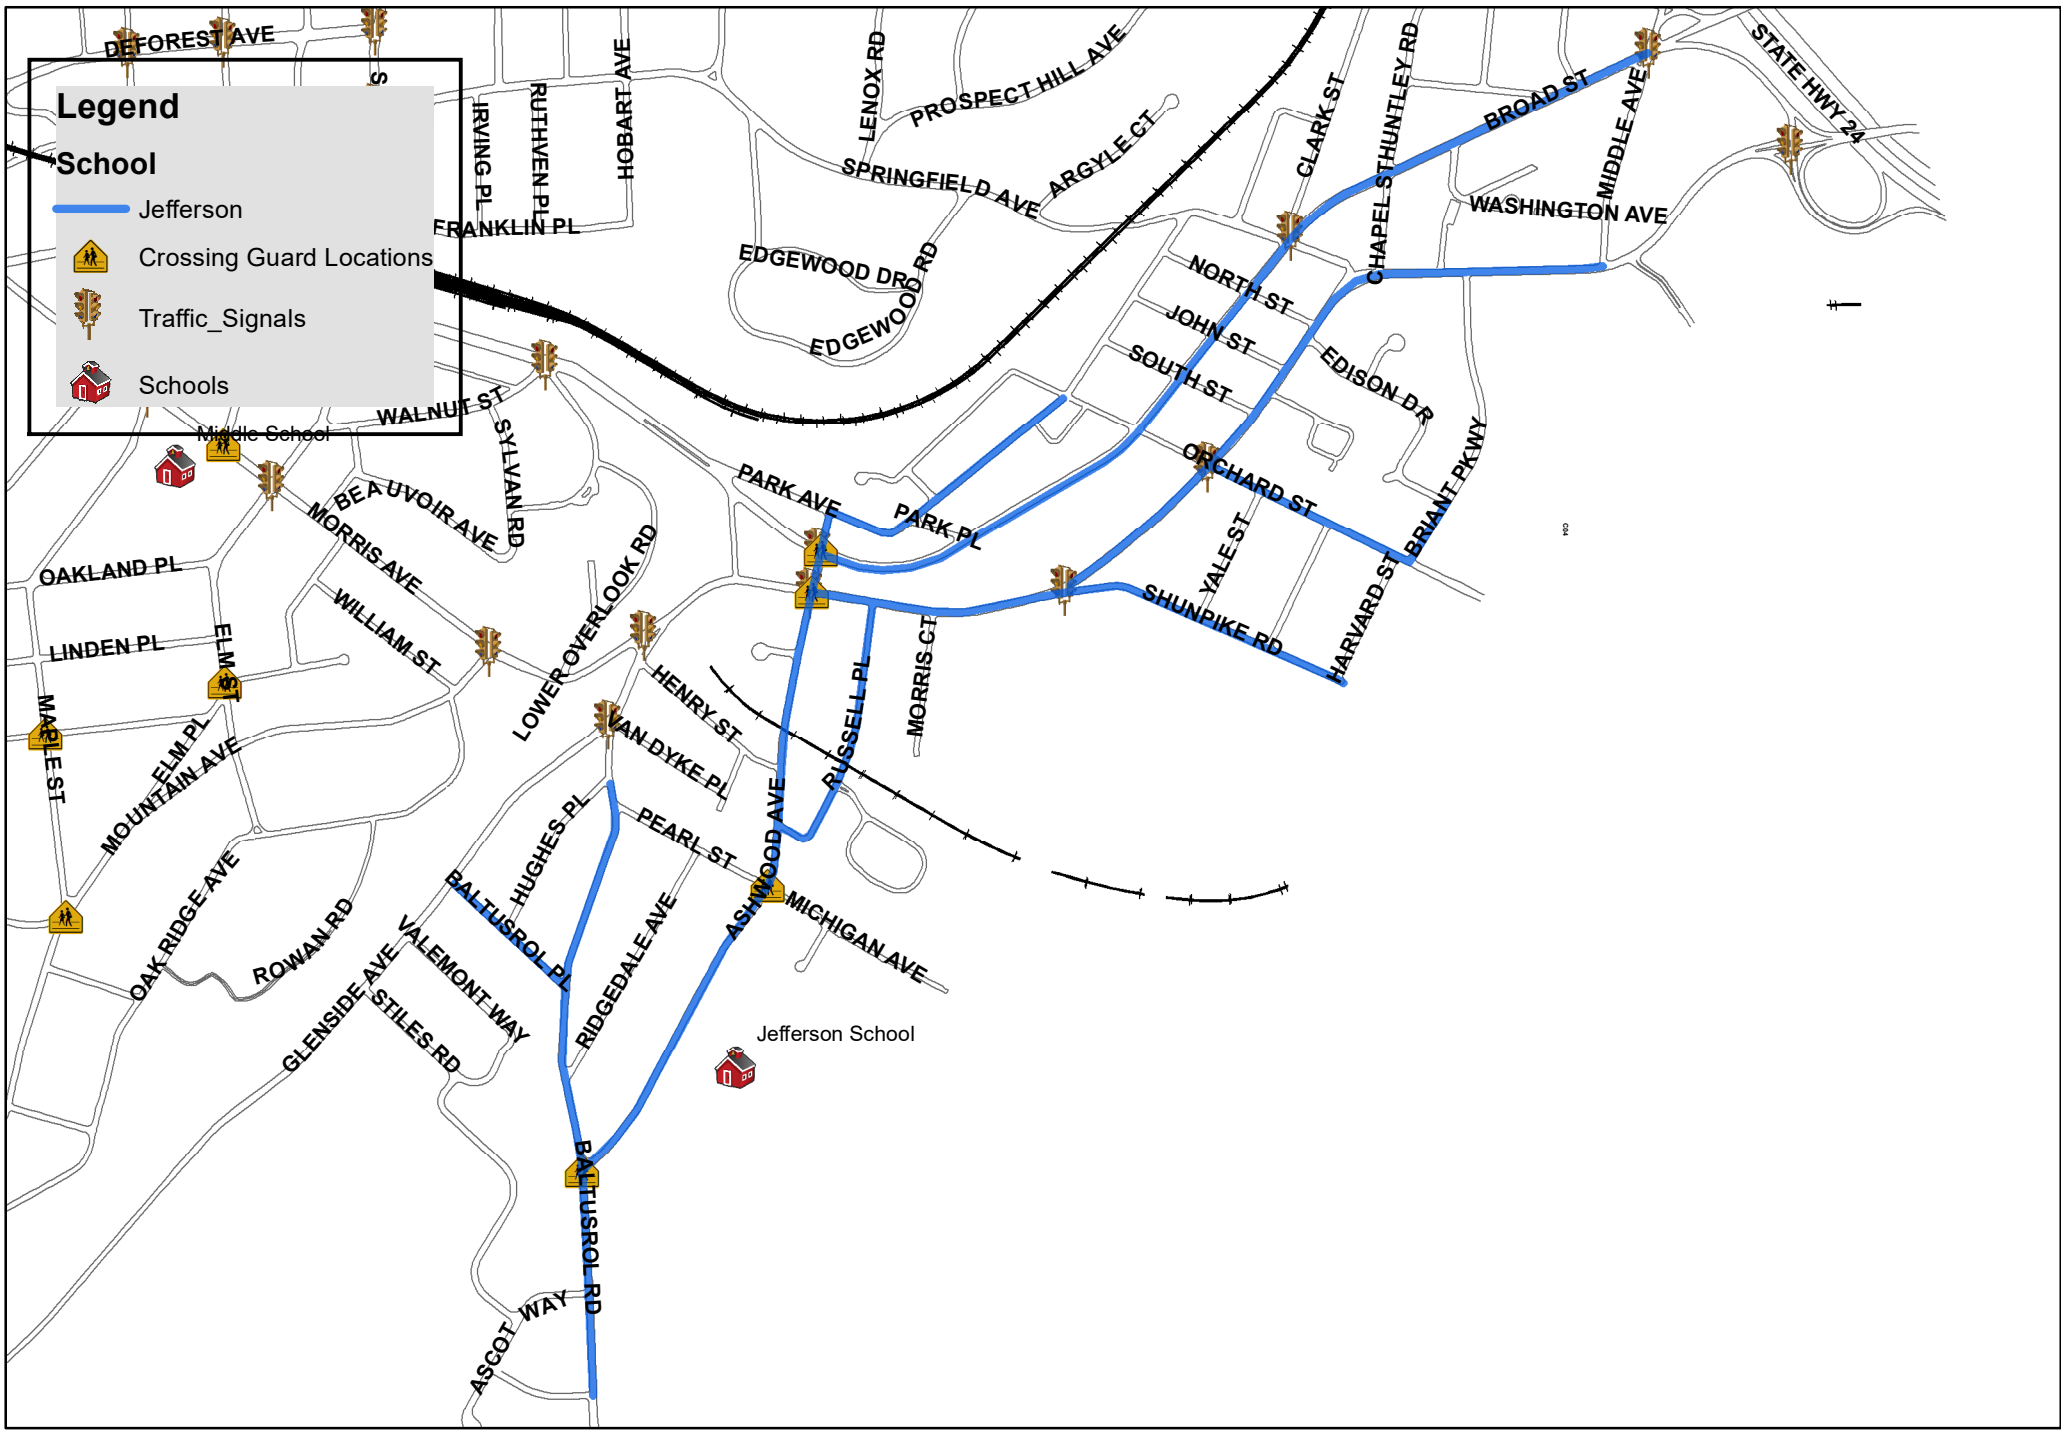 DEFOREST AVE
S
Legend
School
Jefferson
Crossing Guard Locations
Traffic_Signals
Schools
Middle School
IRVING PL
RUTHVEN PL
HOBART AVE
FRANKLIN PL
LENOX RD
PROSPECT HILL AVE
SPRINGFIELD AVE
ARGYLE CT
EDGEWOOD DR
EDGEWOOD RD
CLARK ST
CHAPEL ST
HUNTLEY RD
BROAD ST
MIDDLE AVE
STATE HWY 24
WASHINGTON AVE
NORTH ST
JOHN ST
SOUTH ST
EDISON DR
ORCHARD ST
BRIANT PKWY
YALE ST
HARVARD ST
SHUNPIKE RD
PARK AVE
PARK PL
WALNUT ST
SYLVAN RD
BEAUVOIR AVE
MORRIS AVE
OAKLAND PL
WILLIAM ST
LINDEN PL
ELM ST
MAPLE ST
ELM PL
MOUNTAIN AVE
LOWER OVERLOOK RD
HENRY ST
VAN DYKE PL
RUSSELL PL
MORRIS CT
HUGHES PL
PEARL ST
ASHWOOD AVE
MICHIGAN AVE
BALTUSROL PL
RIDGEDALE AVE
VALEMONT WAY
OAK RIDGE AVE
ROWAN RD
GLENSIDE AVE
STILES RD
Jefferson School
BALTUSROL RD
ASCOT WAY